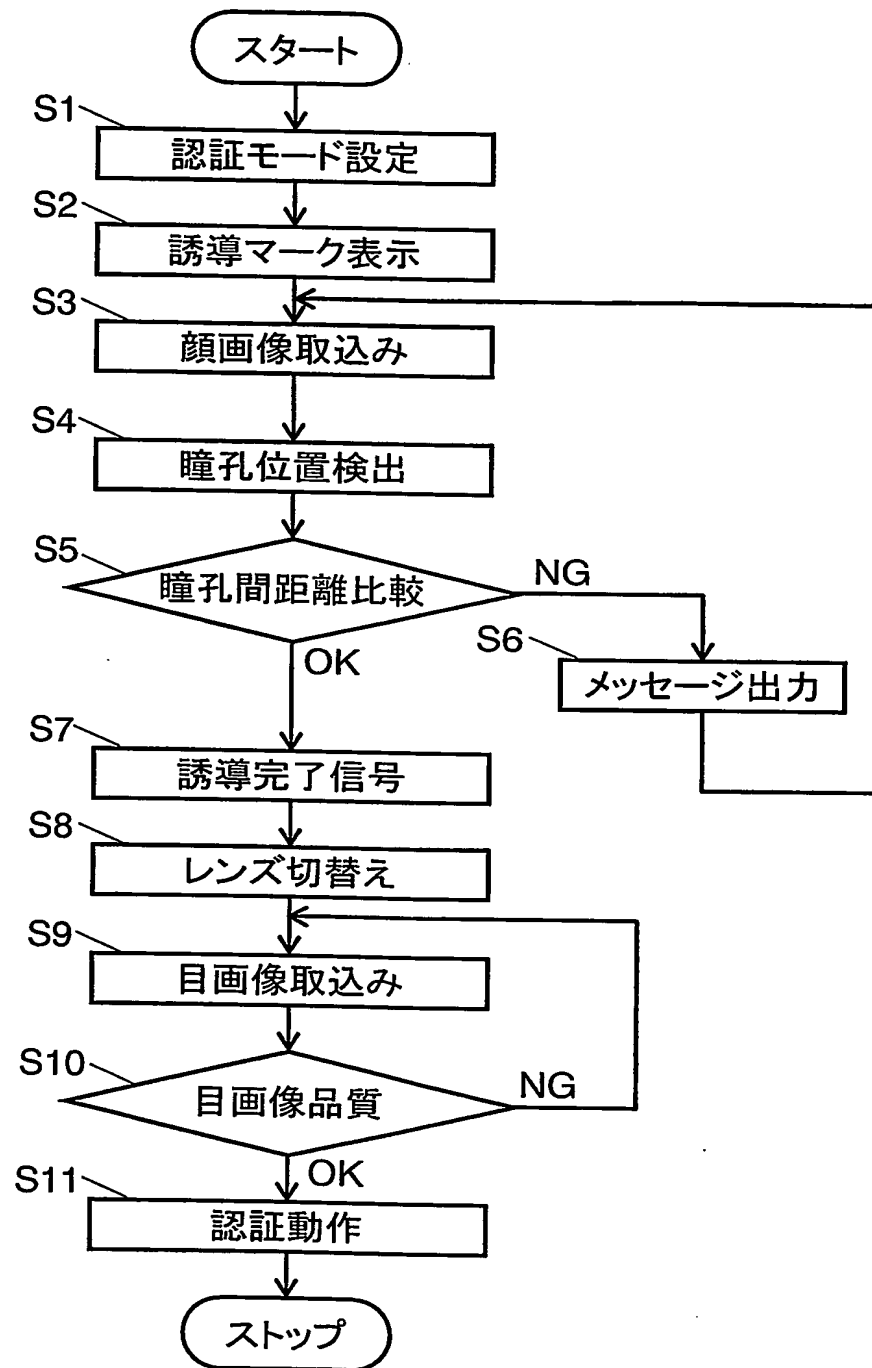 スタート
S1
認証モード設定
S2
誘導マーク表示
S3
顔画像取込み
S4
瞳孔位置検出
S5
瞳孔間距離比較
NG
OK
S6
メッセージ出力
S7
誘導完了信号
S8
レンズ切替え
S9
目画像取込み
S10
目画像品質
NG
OK
S11
認証動作
ストップ